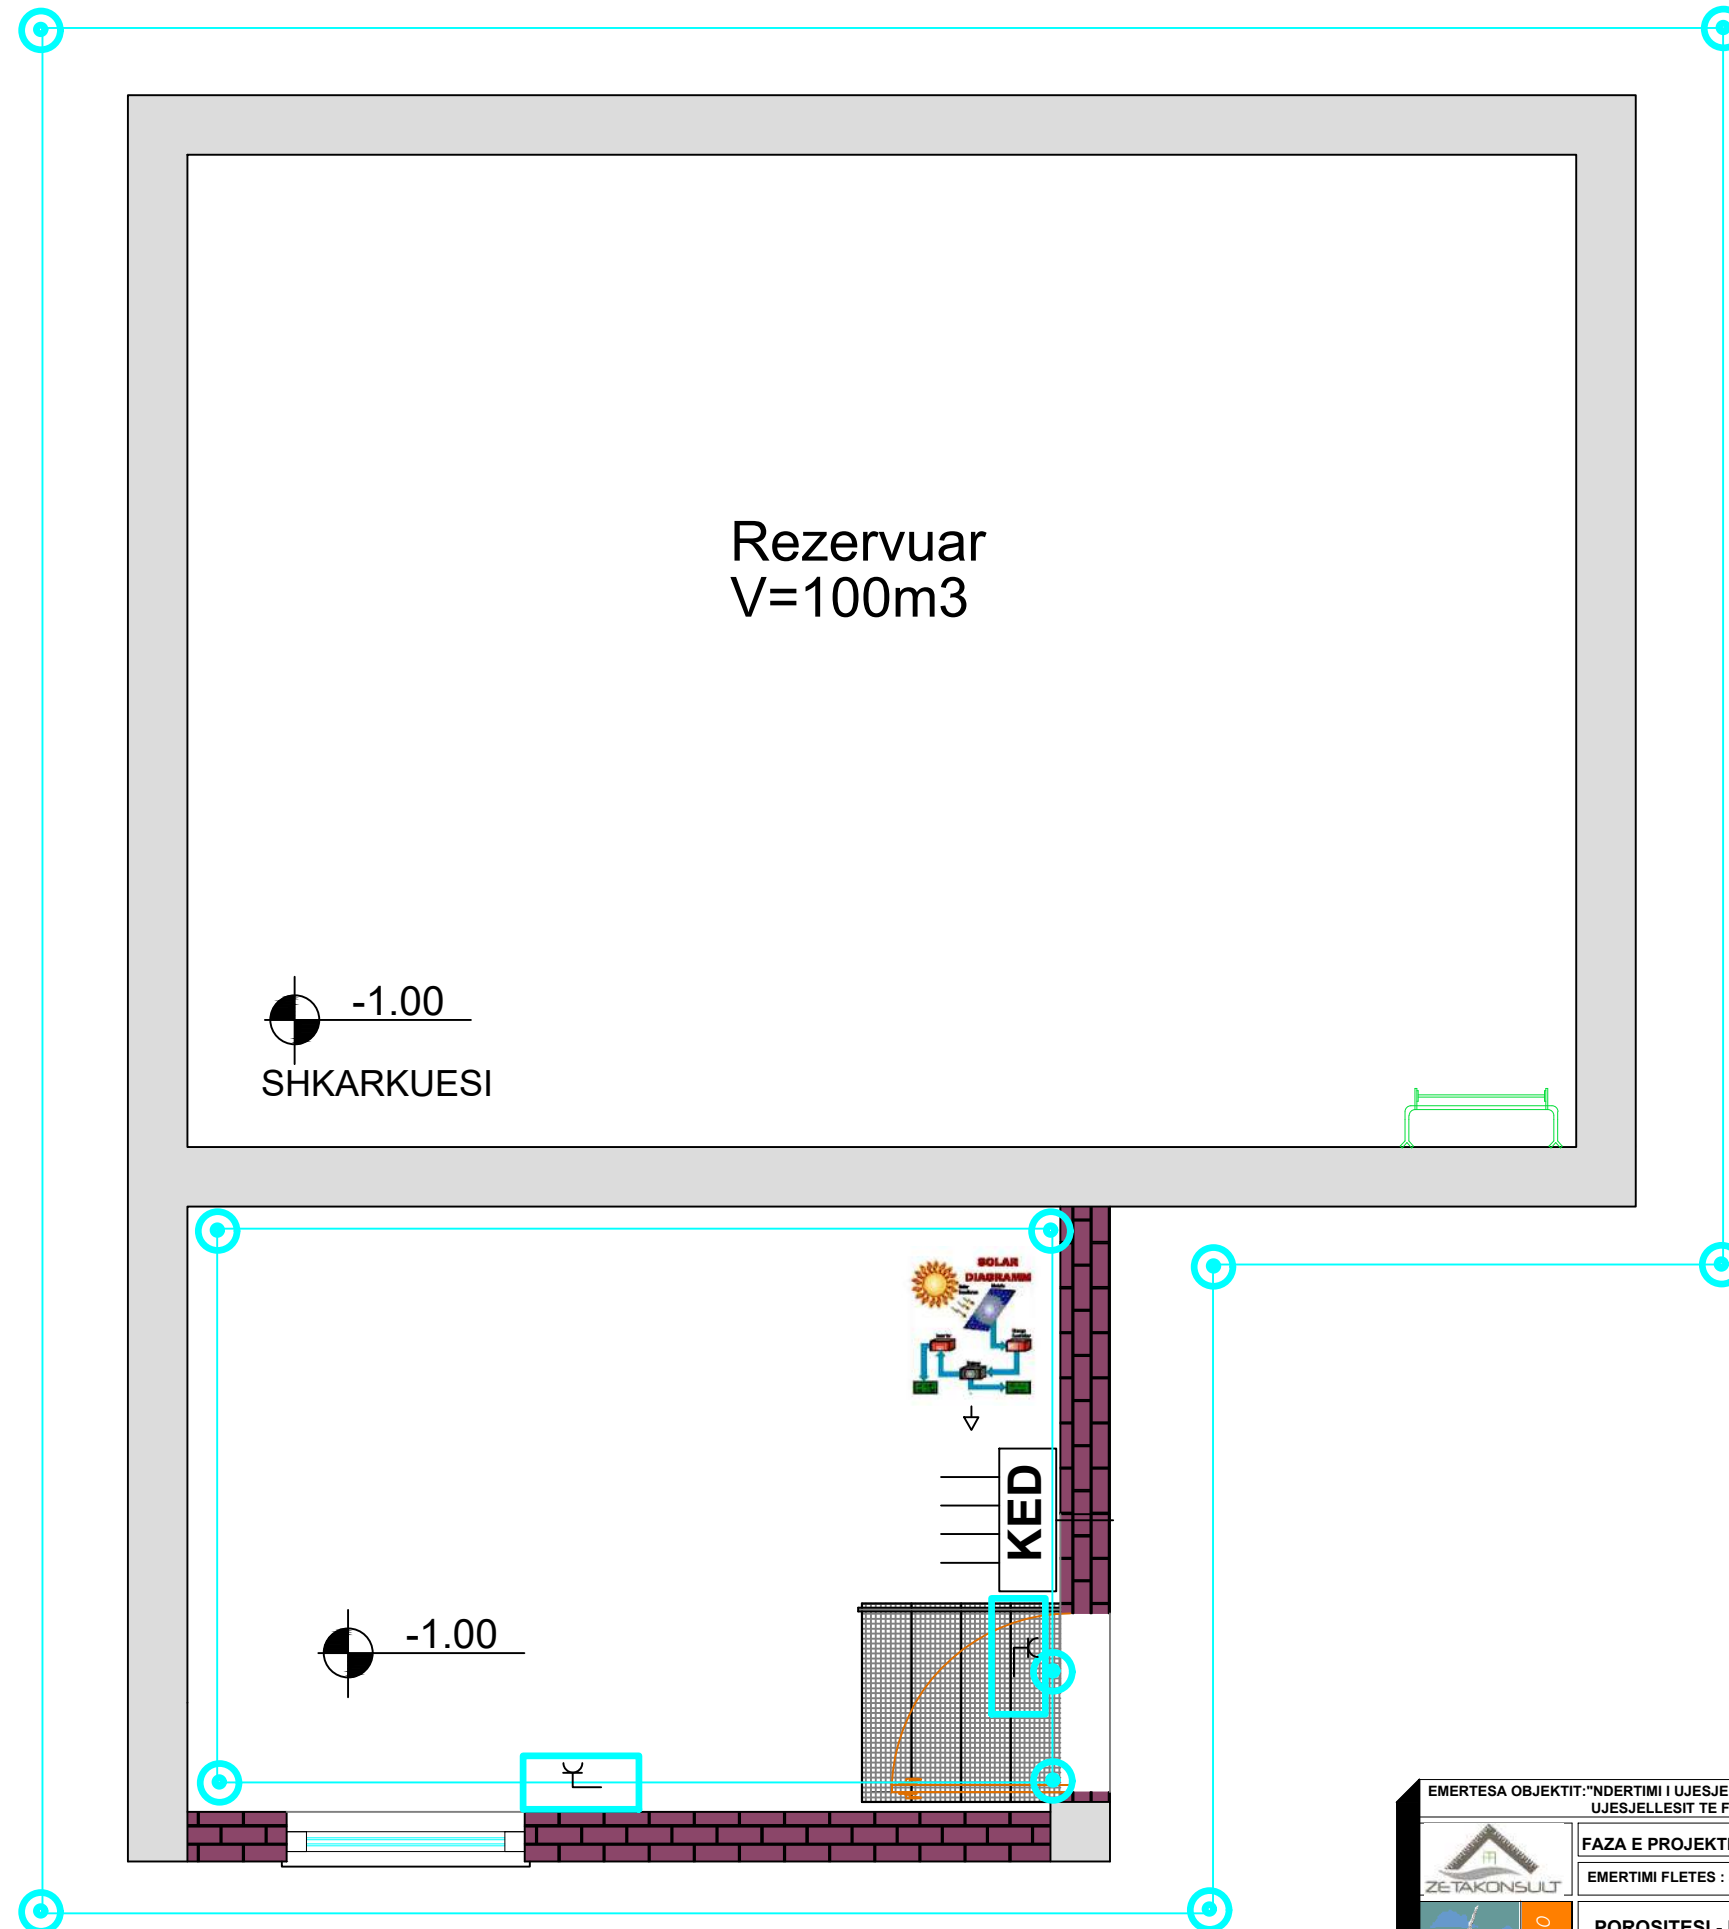 Rezervuar
V=100m3
-1.00
SHKARKUESI
SOLAR
DIAGRAMM
KED
-1.00
EMERTESA OBJEKTIT:"NDERTIMI I UJESJE
UJESJELLESIT TE F
FAZA E PROJEKT
ZETAKONSULT
EMERTIMI FLETES :
POROSITESI -
O